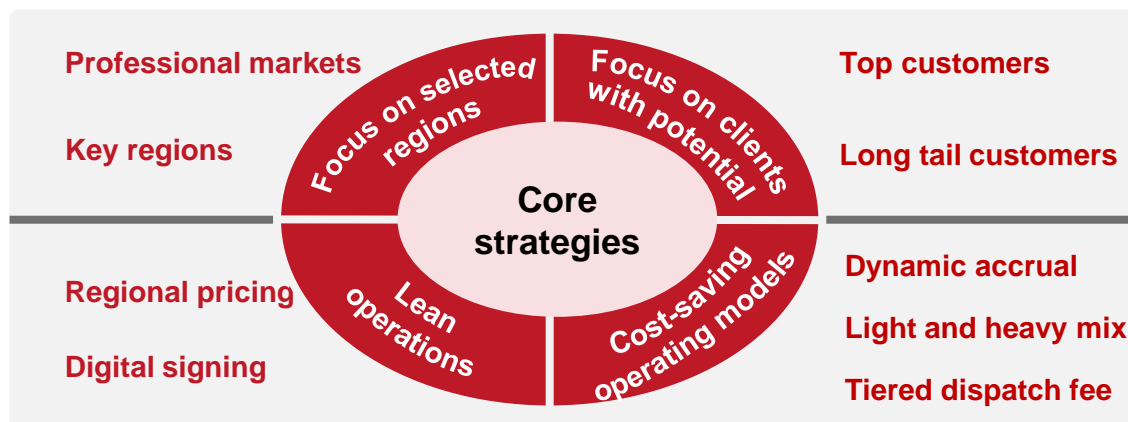 Professional markets
Key regions
Focus on selected
regions
Focus on clients
with potential
Top customers
Long tail customers
Core
strategies
Regional pricing
Digital signing
Lean
operations
Cost-saving
operating models
Dynamic accrual
Light and heavy mix
Tiered dispatch fee